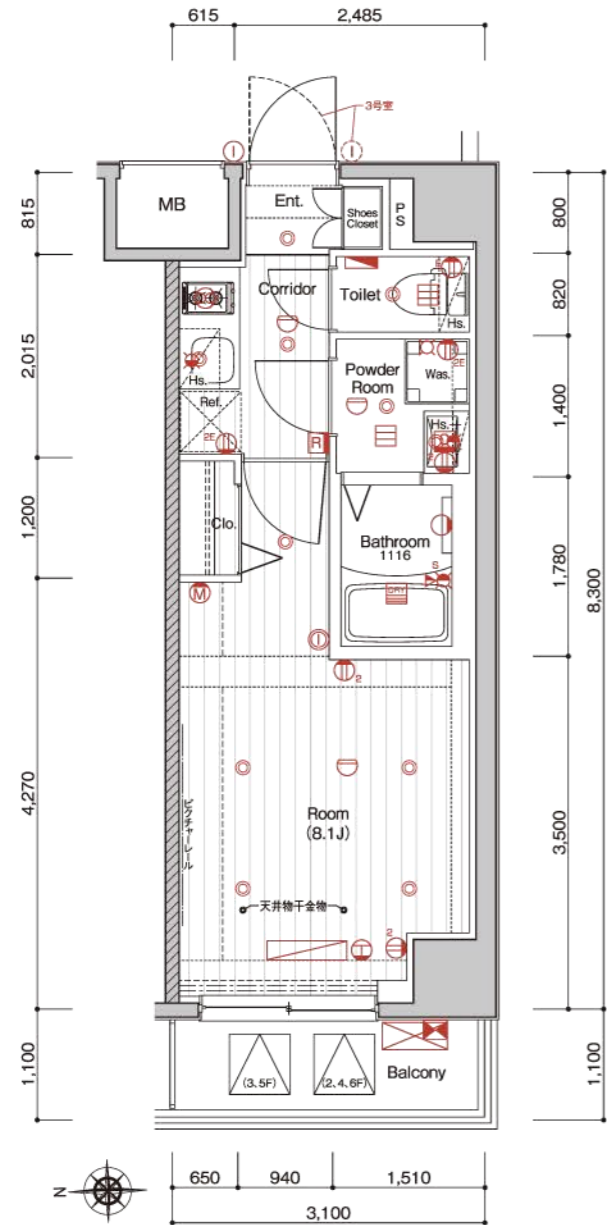 615
2,485
3号室
I
I
815
MB
Ent.
Shoes
Closet
P
S
800
Corridor
Toilet
E
Hs.
820
2,015
Hs.
Ref.
2E
R
Powder
Room
Was.
2E
Hs.
1,400
8,300
1,200
Clo.
Bathroom
1116
S
DRY
1,780
M
I
2
4,270
ピクチャーレール
Room
(8.1J)
天井物干金物
3,500
2
I
1,100
(3.5F)
(2,4,6F)
Balcony
1,100
N
650
940
1,510
3,100